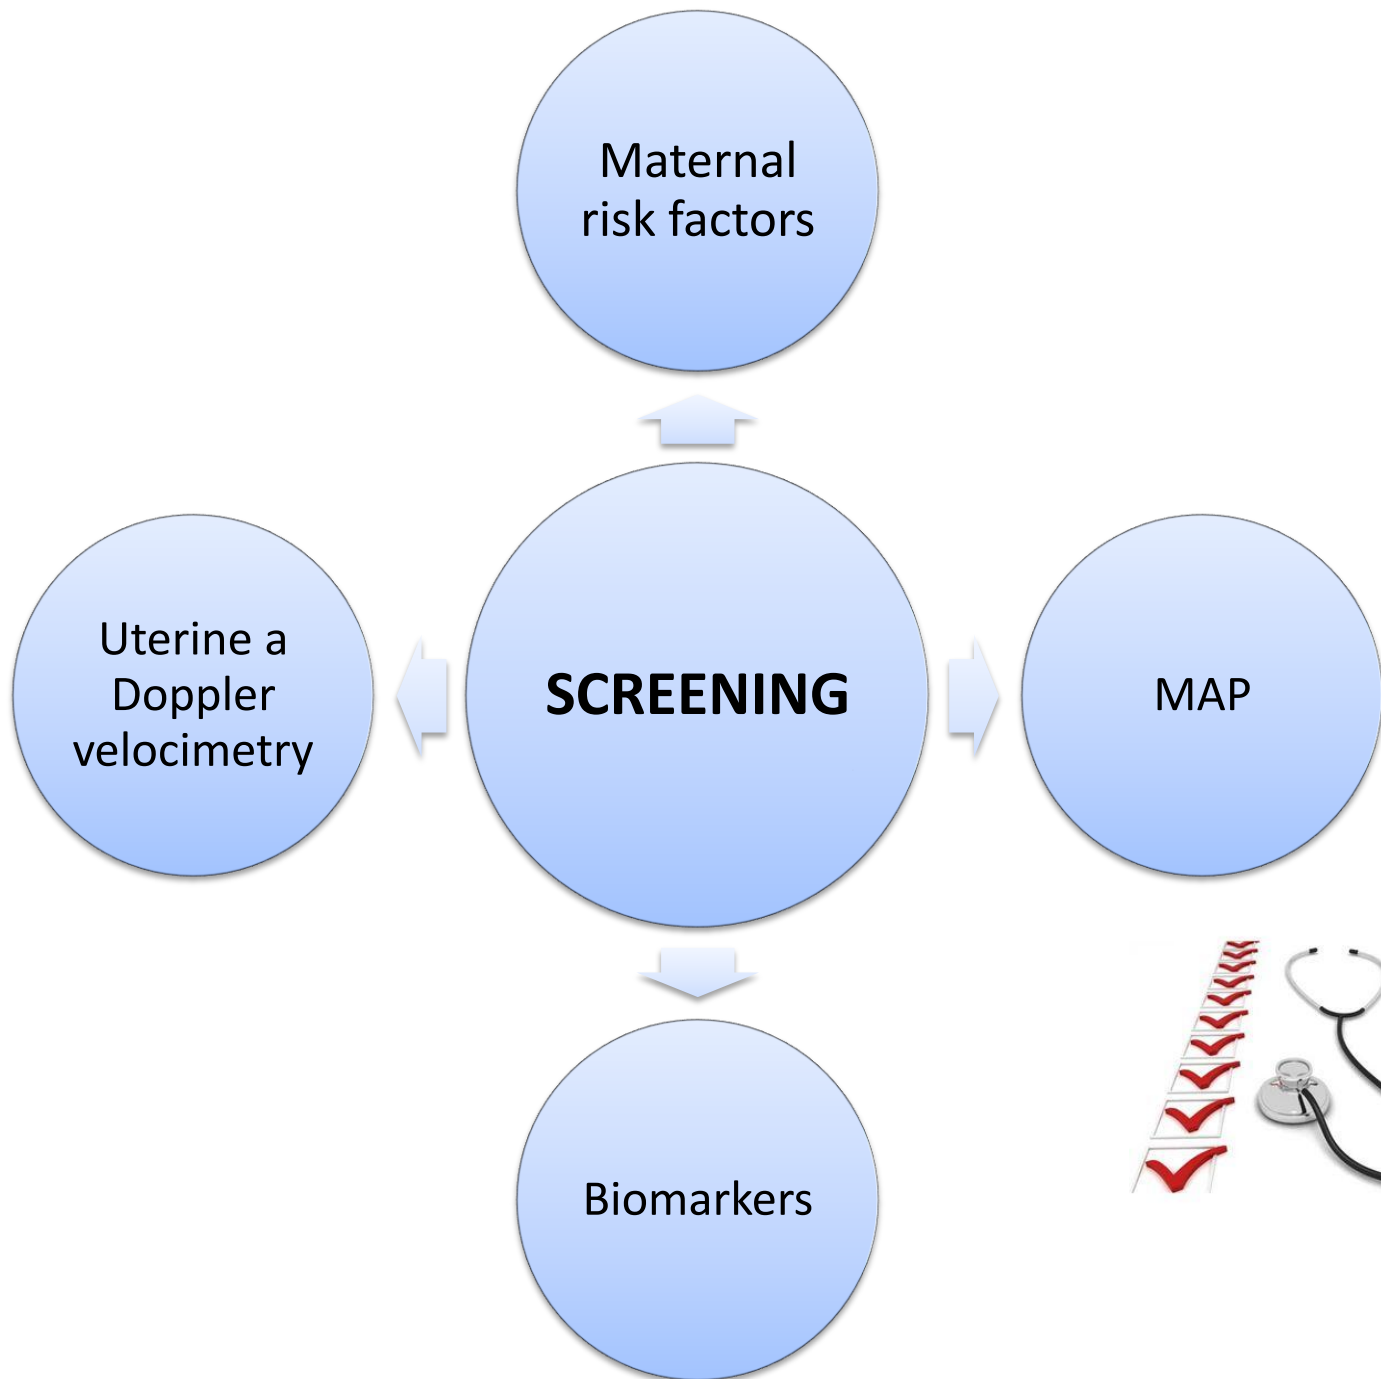 Maternal
risk factors
Uterine a
Doppler
velocimetry
SCREENING
MAP
Biomarkers